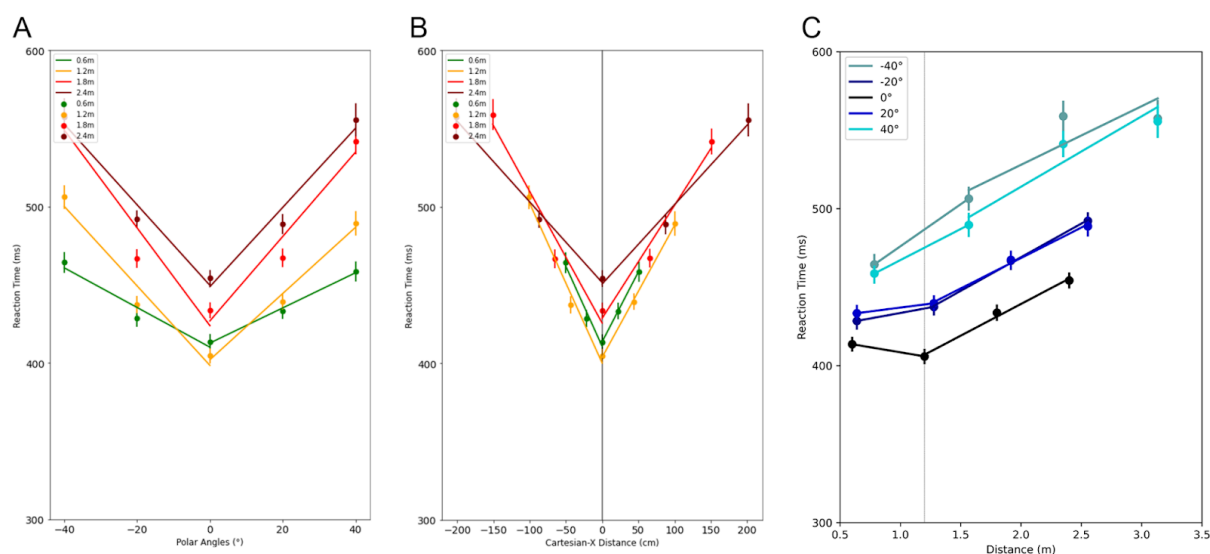 A
600
500
400
300
Reaction Time (ms)
0.6m
1.2m
1.8m
2.4m
0.6m
1.2m
1.8m
2.4m
−40
−20
0
20
40
Polar Angles (°)
B
600
500
400
300
Reaction Time (ms)
0.6m
1.2m
1.8m
2.4m
0.6m
1.2m
1.8m
2.4m
−200
−150
−100
−50
0
50
100
150
200
Cartesian-X Distance (cm)
C
600
500
400
300
Reaction Time (ms)
-40°
-20°
0°
20°
40°
0.5
1.0
1.5
2.0
2.5
3.0
3.5
Distance (m)